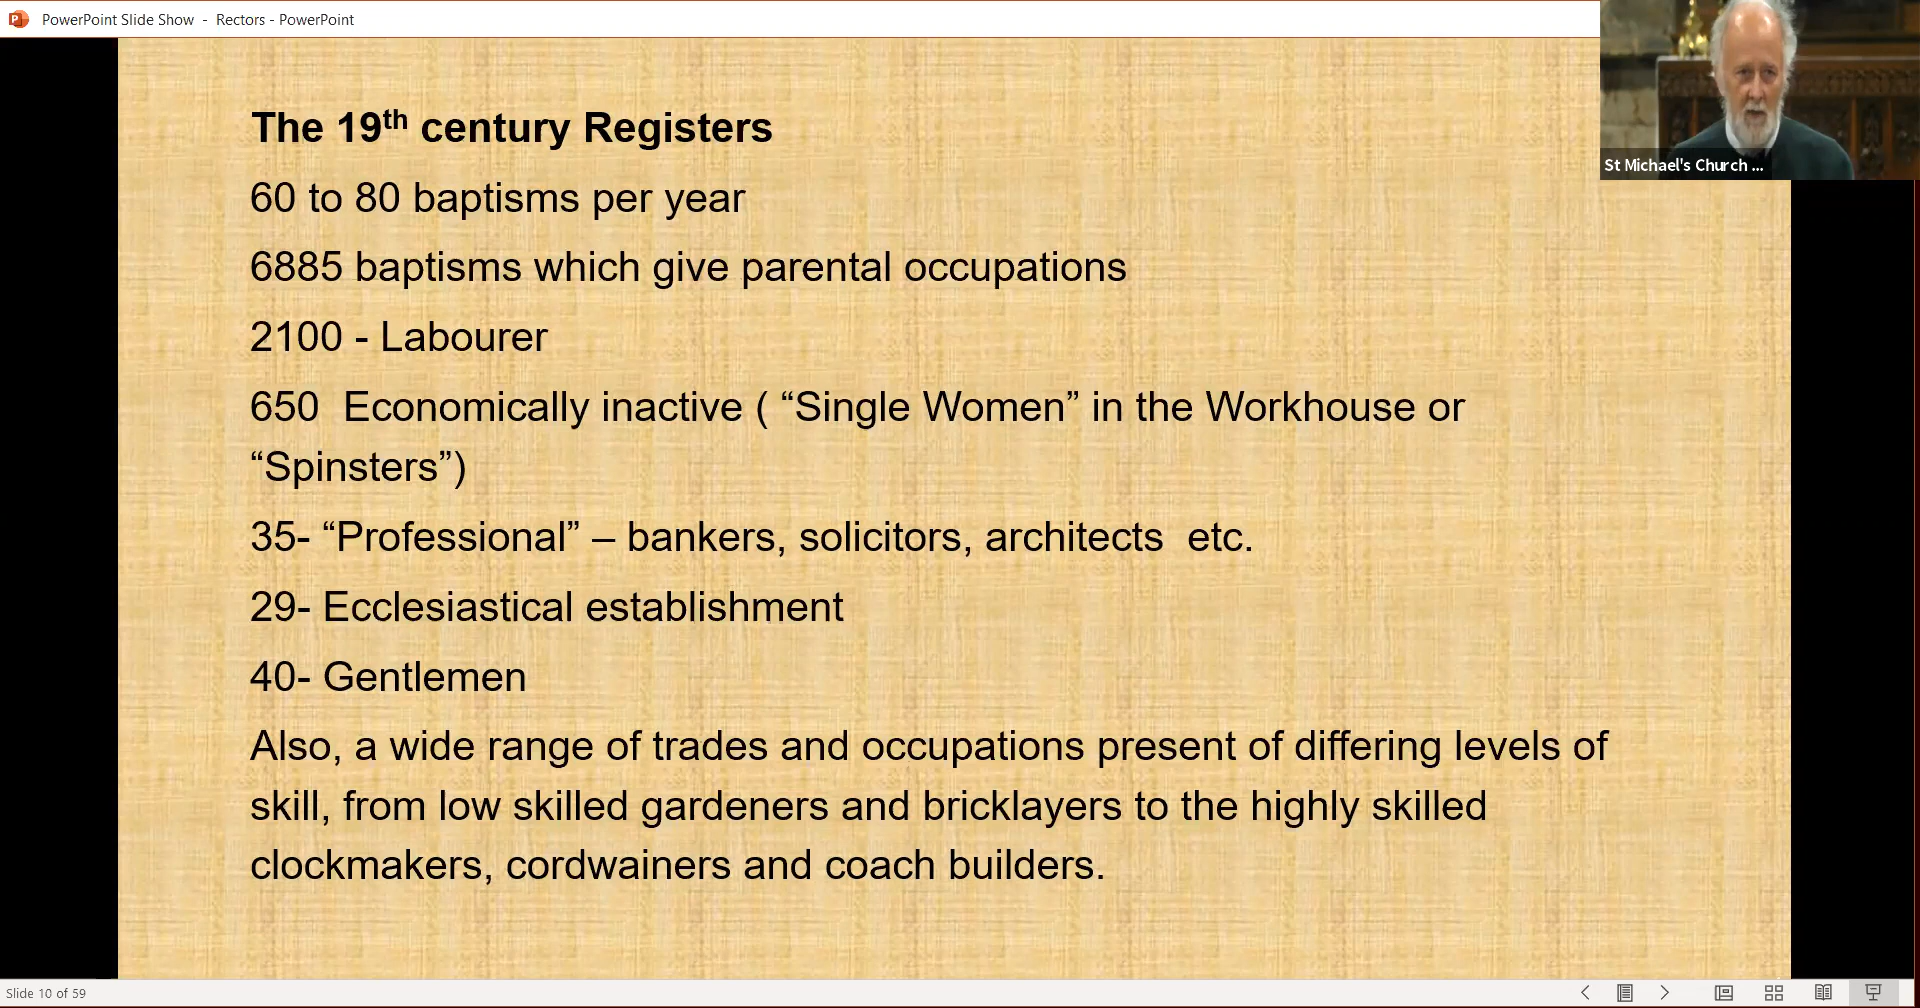 PowerPoint Slide Show - Rectors - PowerPoint
St Michael's Church ...
The 19th century Registers
60 to 80 baptisms per year
6885 baptisms which give parental occupations
2100 - Labourer
650  Economically inactive ( “Single Women” in the Workhouse or
“Spinsters”)
35- “Professional” – bankers, solicitors, architects  etc.
29- Ecclesiastical establishment
40- Gentlemen
Also, a wide range of trades and occupations present of differing levels of
skill, from low skilled gardeners and bricklayers to the highly skilled
clockmakers, cordwainers and coach builders.
Slide 10 of 59